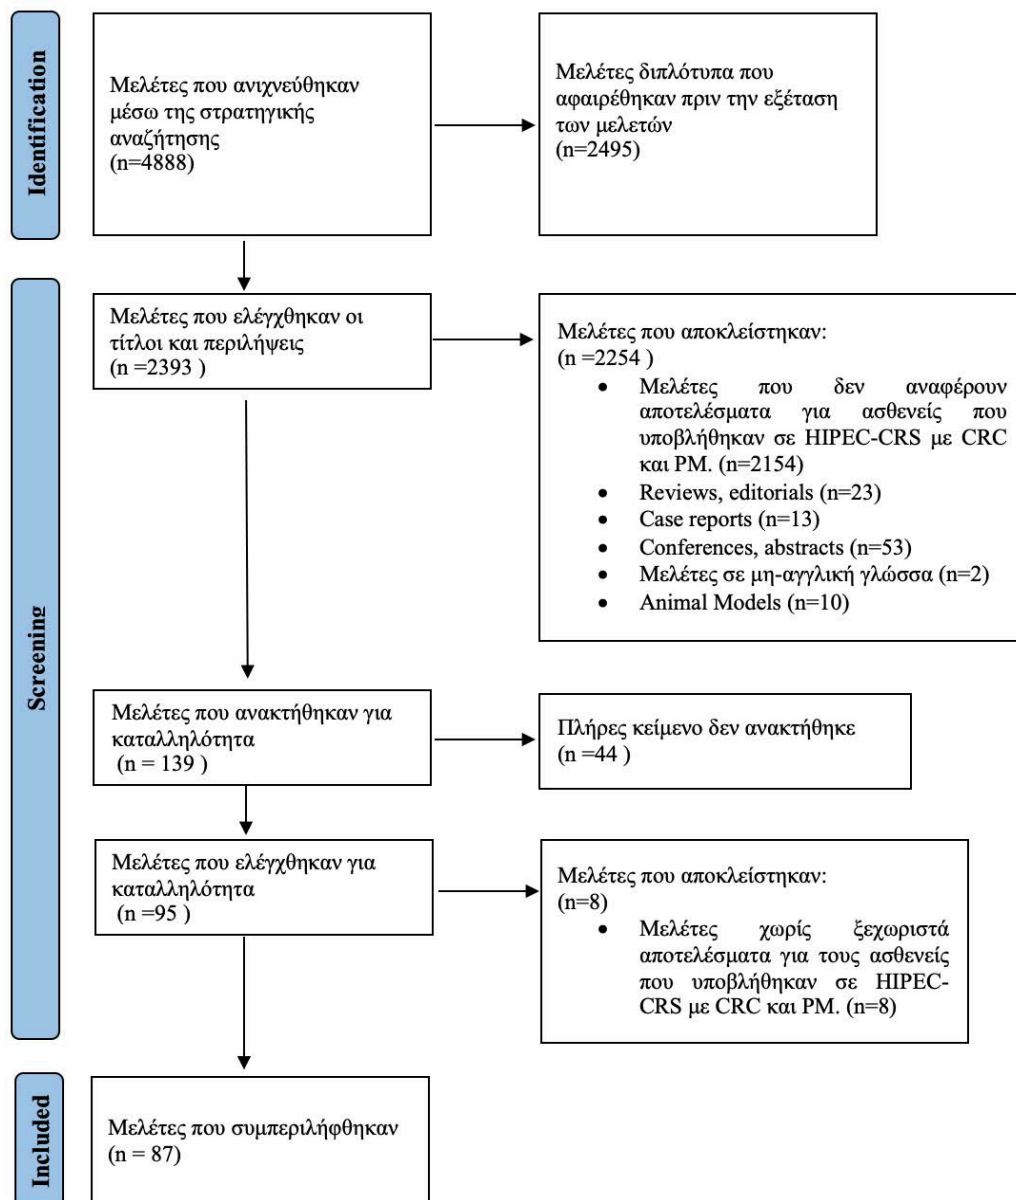 Identification
Μελέτες που ανιχνεύθηκαν
μέσω της στρατηγικής
αναζήτησης
(n=4888)
Μελέτες διπλότυπα που
αφαιρέθηκαν πριν την εξέταση
των μελετών
(n=2495)
Screening
Μελέτες που ελέγχθηκαν οι
τίτλοι και περιλήψεις
(n =2393 )
Μελέτες που αποκλείστηκαν:
(n =2254 )
• Μελέτες που δεν αναφέρουν
αποτελέσματα για ασθενείς που
υποβλήθηκαν σε HIPEC-CRS με CRC
και PM. (n=2154)
• Reviews, editorials (n=23)
• Case reports (n=13)
• Conferences, abstracts (n=53)
• Μελέτες σε μη-αγγλική γλώσσα (n=2)
• Animal Models (n=10)
Μελέτες που ανακτήθηκαν για
καταλληλότητα
(n = 139 )
Πλήρες κείμενο δεν ανακτήθηκε
(n =44 )
Μελέτες που ελέγχθηκαν για
καταλληλότητα
(n =95 )
Μελέτες που αποκλείστηκαν:
(n=8)
• Μελέτες χωρίς ξεχωριστά
αποτελέσματα για τους ασθενείς
που υποβλήθηκαν σε HIPEC-
CRS με CRC και PM. (n=8)
Included
Μελέτες που συμπεριλήφθηκαν
(n = 87)